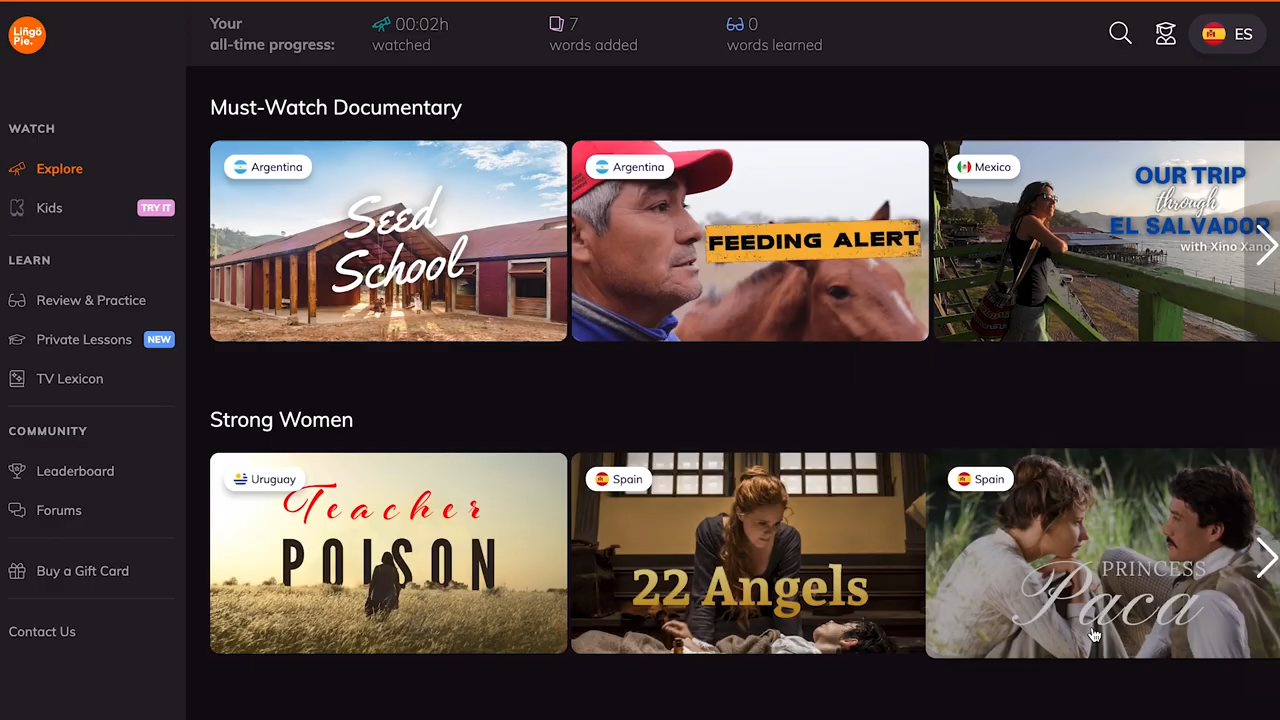 Lingo
Pie.
Your
all-time progress:
00:02h
watched
7
words added
0
words learned
ES
WATCH
Explore
Kids
TRY IT
LEARN
Review & Practice
Private Lessons
NEW
TV Lexicon
COMMUNITY
Leaderboard
Forums
Buy a Gift Card
Contact Us
Must-Watch Documentary
Argentina
Seed
School
Argentina
FEEDING ALERT
Mexico
OUR TRIP
through
EL SALVADOR
with Xino Xano
Strong Women
Uruguay
Teacher
POISON
Spain
22 Angels
Spain
PRINCESS
Paca